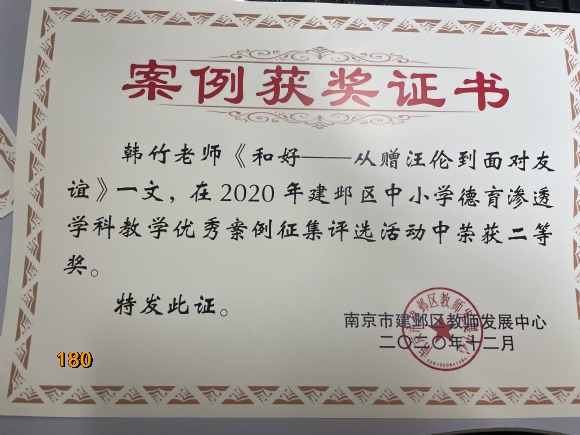 案例获奖证书
韩竹老师《和好——从赠汪伦到面对友
谊》一文，在2020年建邺区中小学德育渗透
学科教学优秀案例征集评选活动中荣获二等
奖。
特发此证。
南京市建邺区教师发展中心
二〇二〇年十二月
180